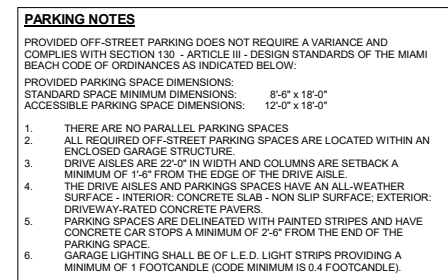 PARKING NOTES
PROVIDED OFF-STREET PARKING DOES NOT REQUIRE A VARIANCE AND
COMPLIES WITH SECTION 130 - ARTICLE III - DESIGN STANDARDS OF THE MIAMI
BEACH CODE OF ORDINANCES AS INDICATED BELOW:
PROVIDED PARKING SPACE DIMENSIONS:
STANDARD SPACE MINIMUM DIMENSIONS: 8'-6" x 18'-0"
ACCESSIBLE PARKING SPACE DIMENSIONS: 12'-0" x 18'-0"
1. THERE ARE NO PARALLEL PARKING SPACES
2. ALL REQUIRED OFF-STREET PARKING SPACES ARE LOCATED WITHIN AN
ENCLOSED GARAGE STRUCTURE.
3. DRIVE AISLES ARE 22'-0" IN WIDTH AND COLUMNS ARE SETBACK A
MINIMUM OF 1'-6" FROM THE EDGE OF THE DRIVE AISLE.
4. THE DRIVE AISLES AND PARKINGS SPACES HAVE AN ALL-WEATHER
SURFACE - INTERIOR: CONCRETE SLAB - NON SLIP SURFACE; EXTERIOR:
DRIVEWAY-RATED CONCRETE PAVERS.
5. PARKING SPACES ARE DELINEATED WITH PAINTED STRIPES AND HAVE
CONCRETE CAR STOPS A MINIMUM OF 2'-6" FROM THE END OF THE
PARKING SPACE.
6. GARAGE LIGHTING SHALL BE OF L.E.D. LIGHT STRIPS PROVIDING A
MINIMUM OF 1 FOOTCANDLE (CODE MINIMUM IS 0.4 FOOTCANDLE).